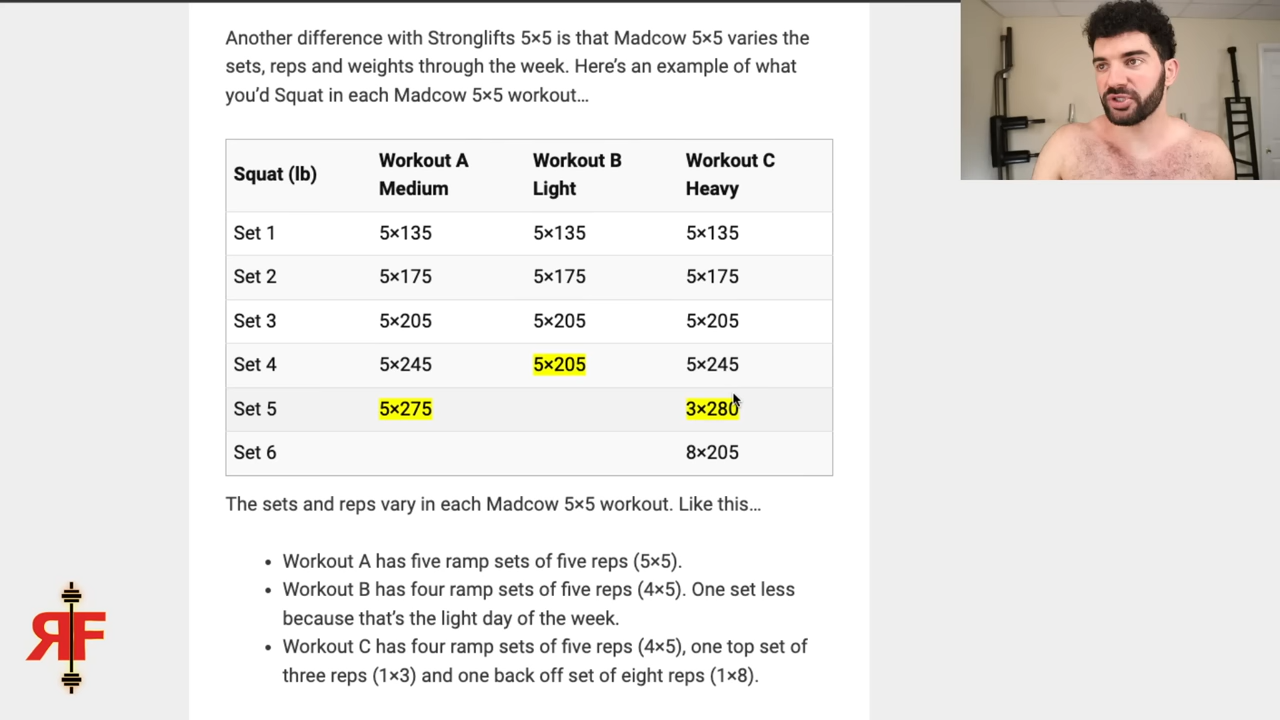 Another difference with Stronglifts 5×5 is that Madcow 5×5 varies the
sets, reps and weights through the week. Here's an example of what
you'd Squat in each Madcow 5×5 workout…
Squat (lb) Workout A Medium Workout B Light Workout C Heavy
Set 1 5×135 5×135 5×135
Set 2 5×175 5×175 5×175
Set 3 5×205 5×205 5×205
Set 4 5×245 5×205 5×245
Set 5 5×275 3×280
Set 6 8×205
The sets and reps vary in each Madcow 5×5 workout. Like this…
• Workout A has five ramp sets of five reps (5×5).
• Workout B has four ramp sets of five reps (4×5). One set less
because that's the light day of the week.
• Workout C has four ramp sets of five reps (4×5), one top set of
three reps (1×3) and one back off set of eight reps (1×8).
RF